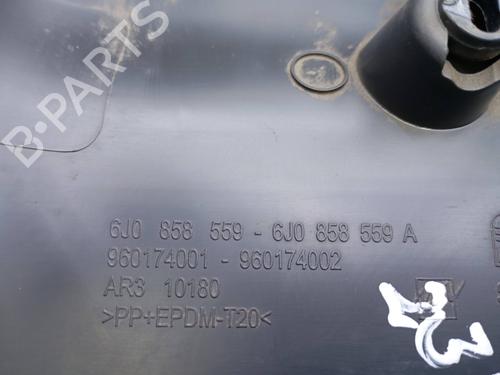 B-PARTS
6J0 858 559 - 6J0 858 559 A
960174001 - 960174002
AR3 10180
>PP+EPDM-T20<